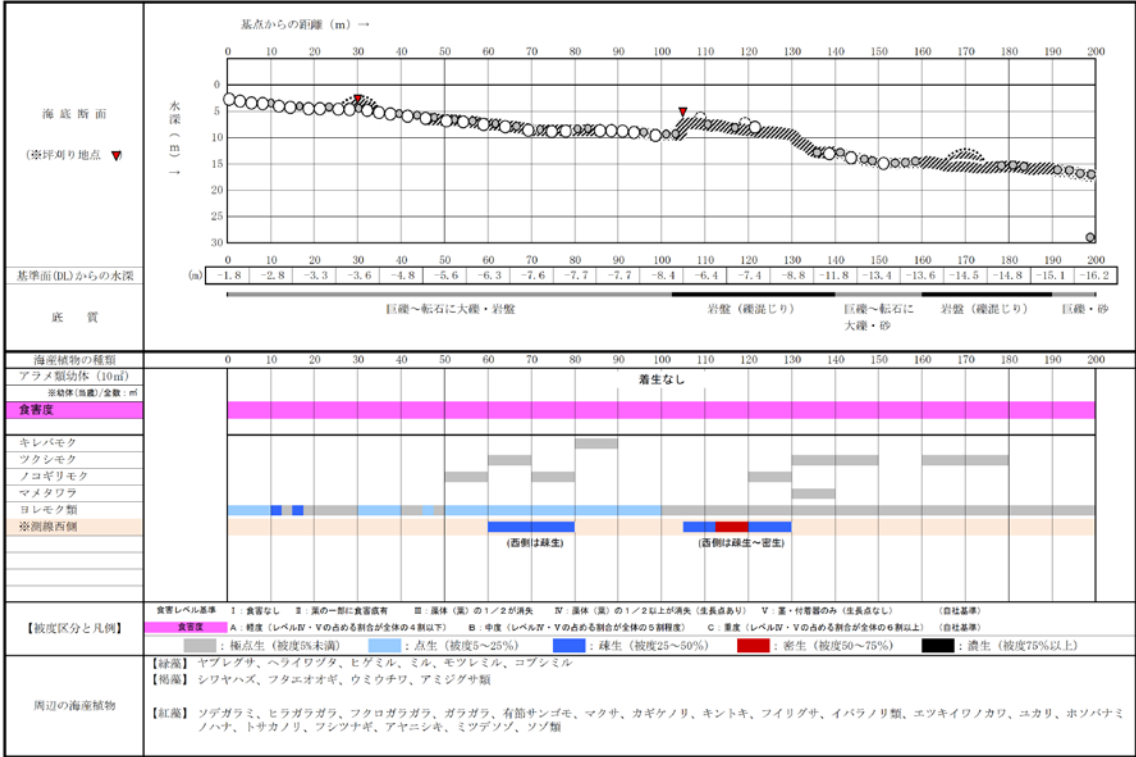 基点からの距離（m）→
0 10 20 30 40 50 60 70 80 90 100 110 120 130 140 150 160 170 180 190 200
海底断面
(※坪刈り地点 ▼)
水深(m)→
0
5
10
15
20
25
30
基準面(DL)からの水深 (m) -1.8 -2.8 -3.3 -3.6 -4.8 -5.6 -6.3 -7.6 -7.7 -7.7 -8.4 -6.4 -7.4 -8.8 -11.8 -13.4 -13.6 -14.5 -14.8 -15.1 -16.2
底質 巨礫～転石に大礫・岩盤 岩盤（礫混じり） 巨礫～転石に 岩盤（礫混じり） 巨礫・砂
大礫・砂
海産植物の種類 0 10 20 30 40 50 60 70 80 90 100 110 120 130 140 150 160 170 180 190 200
アラメ類幼体（10㎡） 着生なし
※幼体(当歳)/全数：㎡
食害度
キレバモク
ツクシモク
ノコギリモク
マメタワラ
ヨレモク類
※測線西側
(西側は疎生) (西側は疎生～密生)
【被度区分と凡例】
食害レベル基準 Ⅰ：食害なし Ⅱ：葉の一部に食害痕有 Ⅲ：藻体（葉）の１／２が消失 Ⅳ：藻体（葉）の１／２以上が消失（生長点あり） Ⅴ：茎・付着器のみ（生長点なし） （自社基準）
食害度 A：軽度（レベルⅣ・Ⅴの占める割合が全体の４割以下） B：中度（レベルⅣ・Ⅴの占める割合が全体の５割程度） C：重度（レベルⅣ・Ⅴの占める割合が全体の６割以上） （自社基準）
：極点生（被度5%未満） ：点生（被度5～25%） ：疎生（被度25～50%） ：密生（被度50～75%） ：濃生（被度75%以上）
周辺の海産植物
【緑藻】 ヤブレグサ、ヘライワヅタ、ヒゲミル、ミル、モツレミル、コブシミル
【褐藻】 シワヤハズ、フタエオオギ、ウミウチワ、アミジグサ類
【紅藻】 ソデガラミ、ヒラガラガラ、フクロガラガラ、ガラガラ、有節サンゴモ、マクサ、カギケノリ、キントキ、フイリグサ、イバラノリ類、エツキイワノカワ、ユカリ、ホソバナミ
ノハナ、トサカノリ、フシツナギ、アヤニシキ、ミツデソゾ、ソゾ類